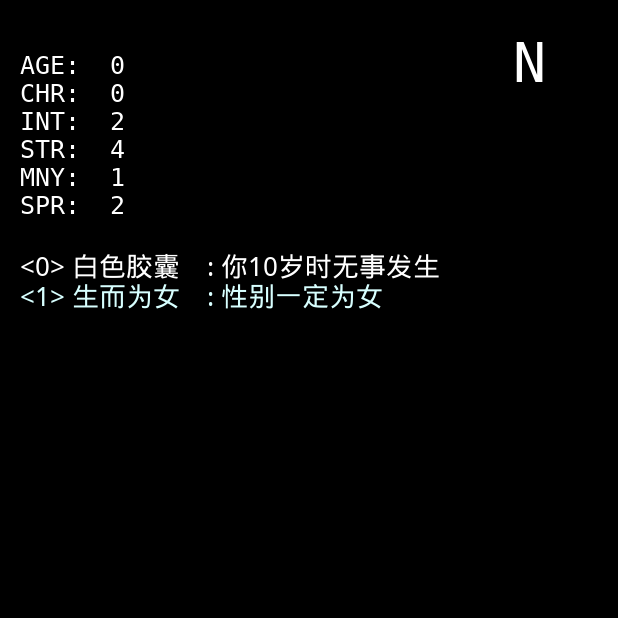 N
AGE: 0
CHR: 0
INT: 2
STR: 4
MNY: 1
SPR: 2
<0> 白色胶囊 : 你10岁时无事发生
<1> 生而为女 : 性别一定为女